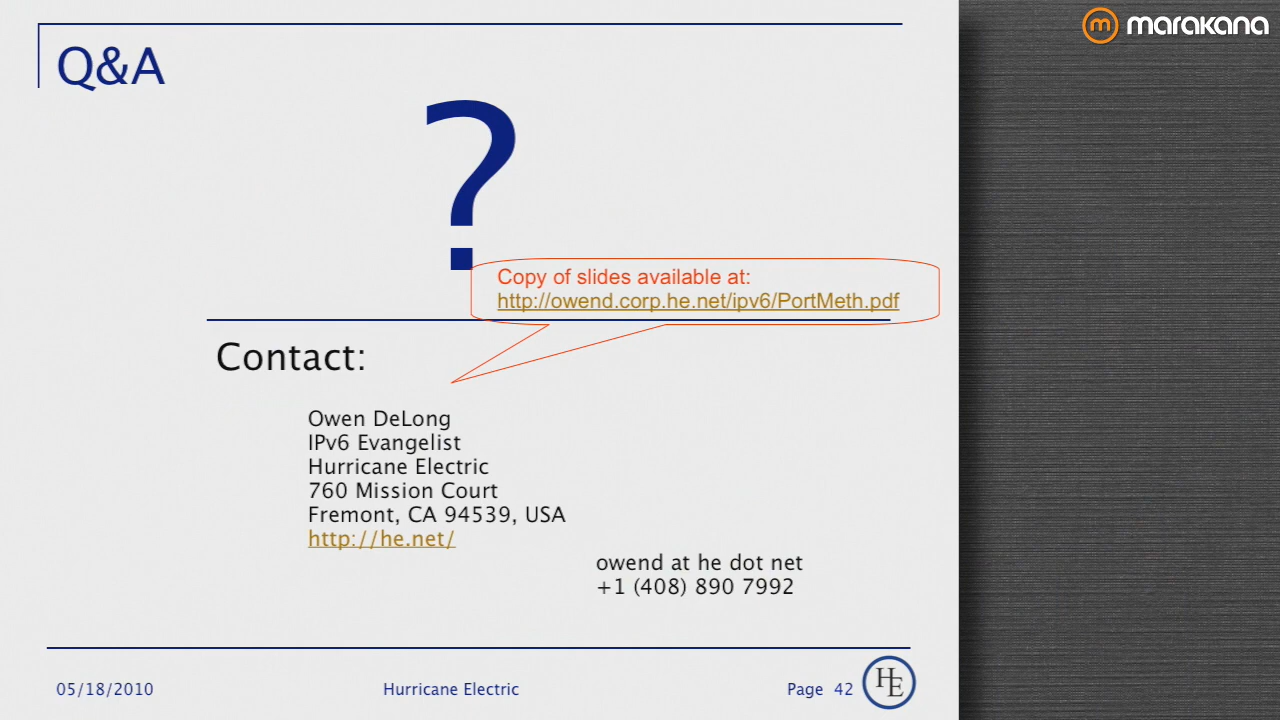 marakana
Q&A
?
Copy of slides available at:
http://owend.corp.he.net/ipv6/PortMeth.pdf
Contact:
Owen DeLong
IPv6 Evangelist
Hurricane Electric
760 Mission Court
Fremont, CA 94539, USA
http://he.net/
owend at he dot net
+1 (408) 890 7992
05/18/2010 Hurricane Electric Page 42 HE